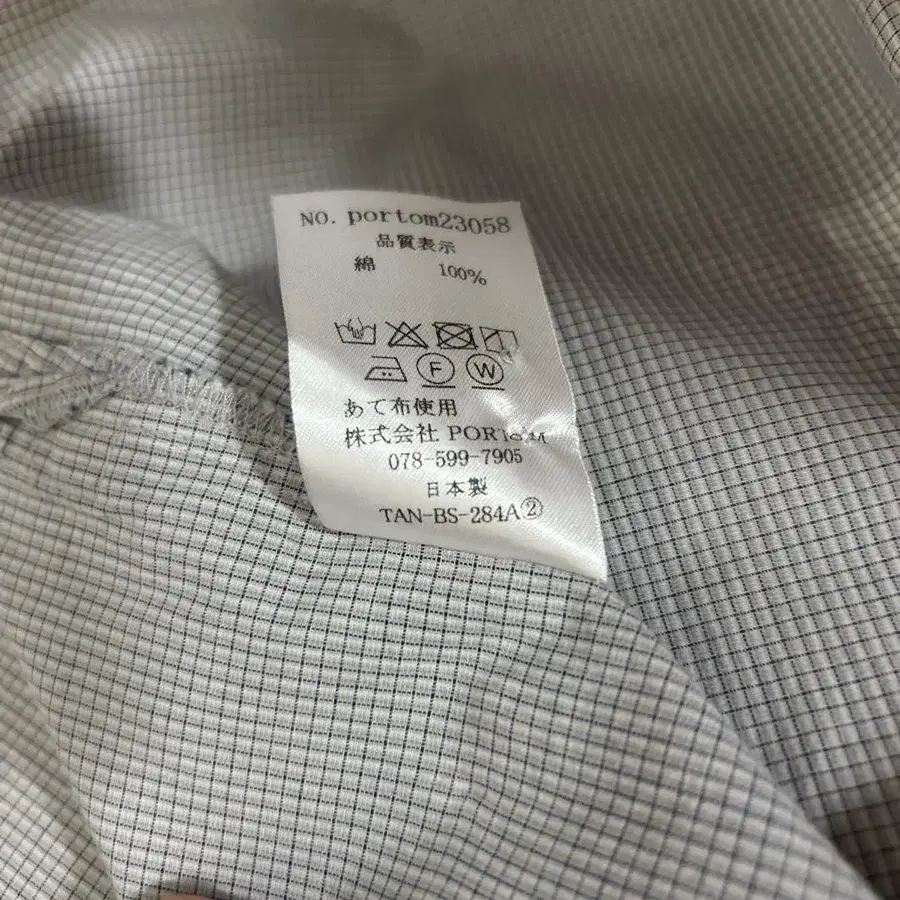 NO. portom23058
品質表示
綿 100%
F W
あて布使用
株式会社
078-599-7905
日本製
TAN-BS-284A②